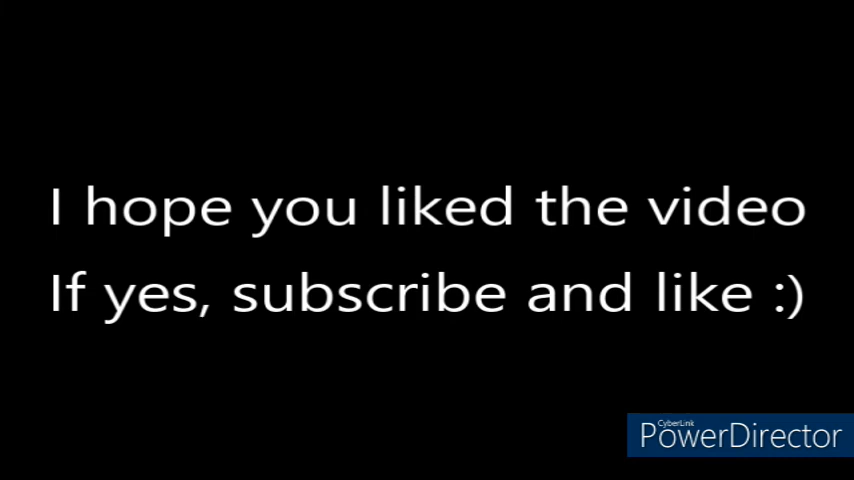 I hope you liked the video
If yes, subscribe and like :)
CyberLink
PowerDirector